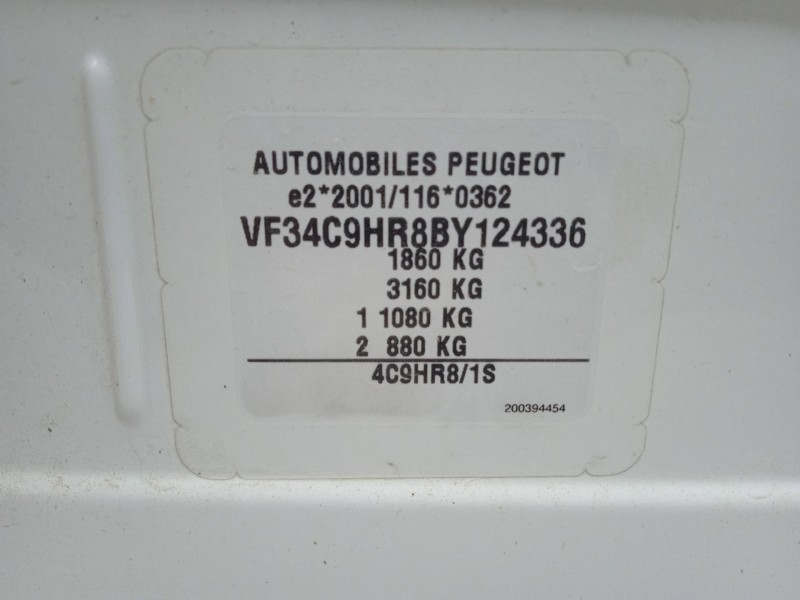 AUTOMOBILES PEUGEOT
e2*2001/116*0362
VF34C9HR8BY124336
1860 KG
3160 KG
1 1080 KG
2 880 KG
4C9HR8/1S
200394454